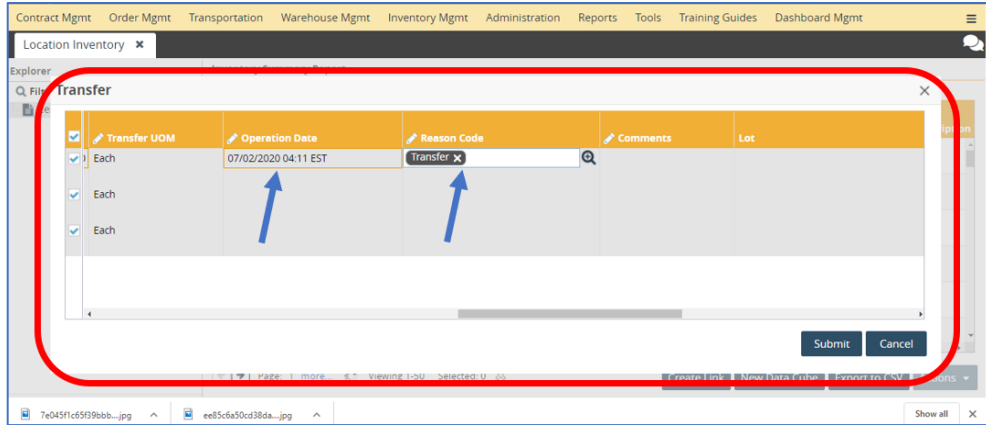 Contract Mgmt Order Mgmt Transportation Warehouse Mgmt Inventory Mgmt Administration Reports Tools Training Guides Dashboard Mgmt
Location Inventory
Explorer
Transfer
Transfer UOM Operation Date Reason Code Comments Lot
Each 07/02/2020 04:11 EST Transfer
Each
Each
Submit Cancel
Page: 1 more... Viewing 1-50 Selected: 0
Create Link New Data Cube Export to CSV
7e045f1c65f39bbb...jpg ee85c6a50cd38da...jpg Show all